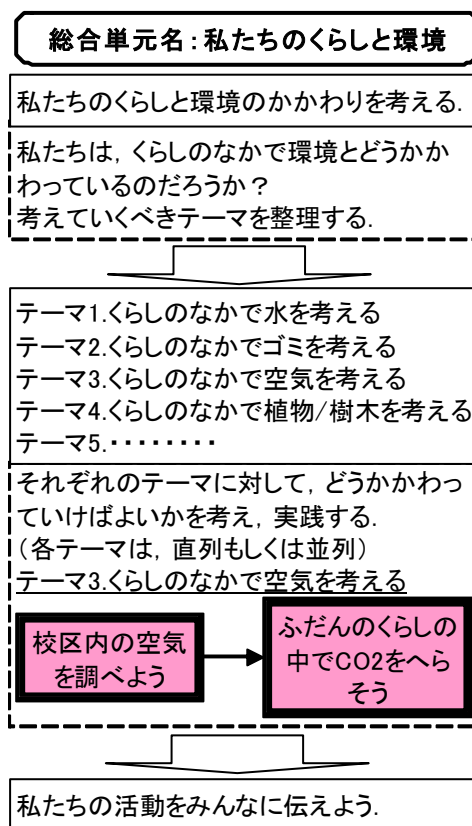 総合単元名:私たちのくらしと環境
私たちのくらしと環境のかかわりを考える.
私たちは,くらしのなかで環境とどうかか
わっているのだろうか?
考えていくべきテーマを整理する.
テーマ1.くらしのなかで水を考える
テーマ2.くらしのなかでゴミを考える
テーマ3.くらしのなかで空気を考える
テーマ4.くらしのなかで植物/樹木を考える
テーマ5.・・・・・・・・
それぞれのテーマに対して,どうかかわっ
ていけばよいかを考え,実践する.
(各テーマは,直列もしくは並列)
テーマ3.くらしのなかで空気を考える
校区内の空気
を調べよう
ふだんのくらしの
中でCO2をへら
そう
私たちの活動をみんなに伝えよう.